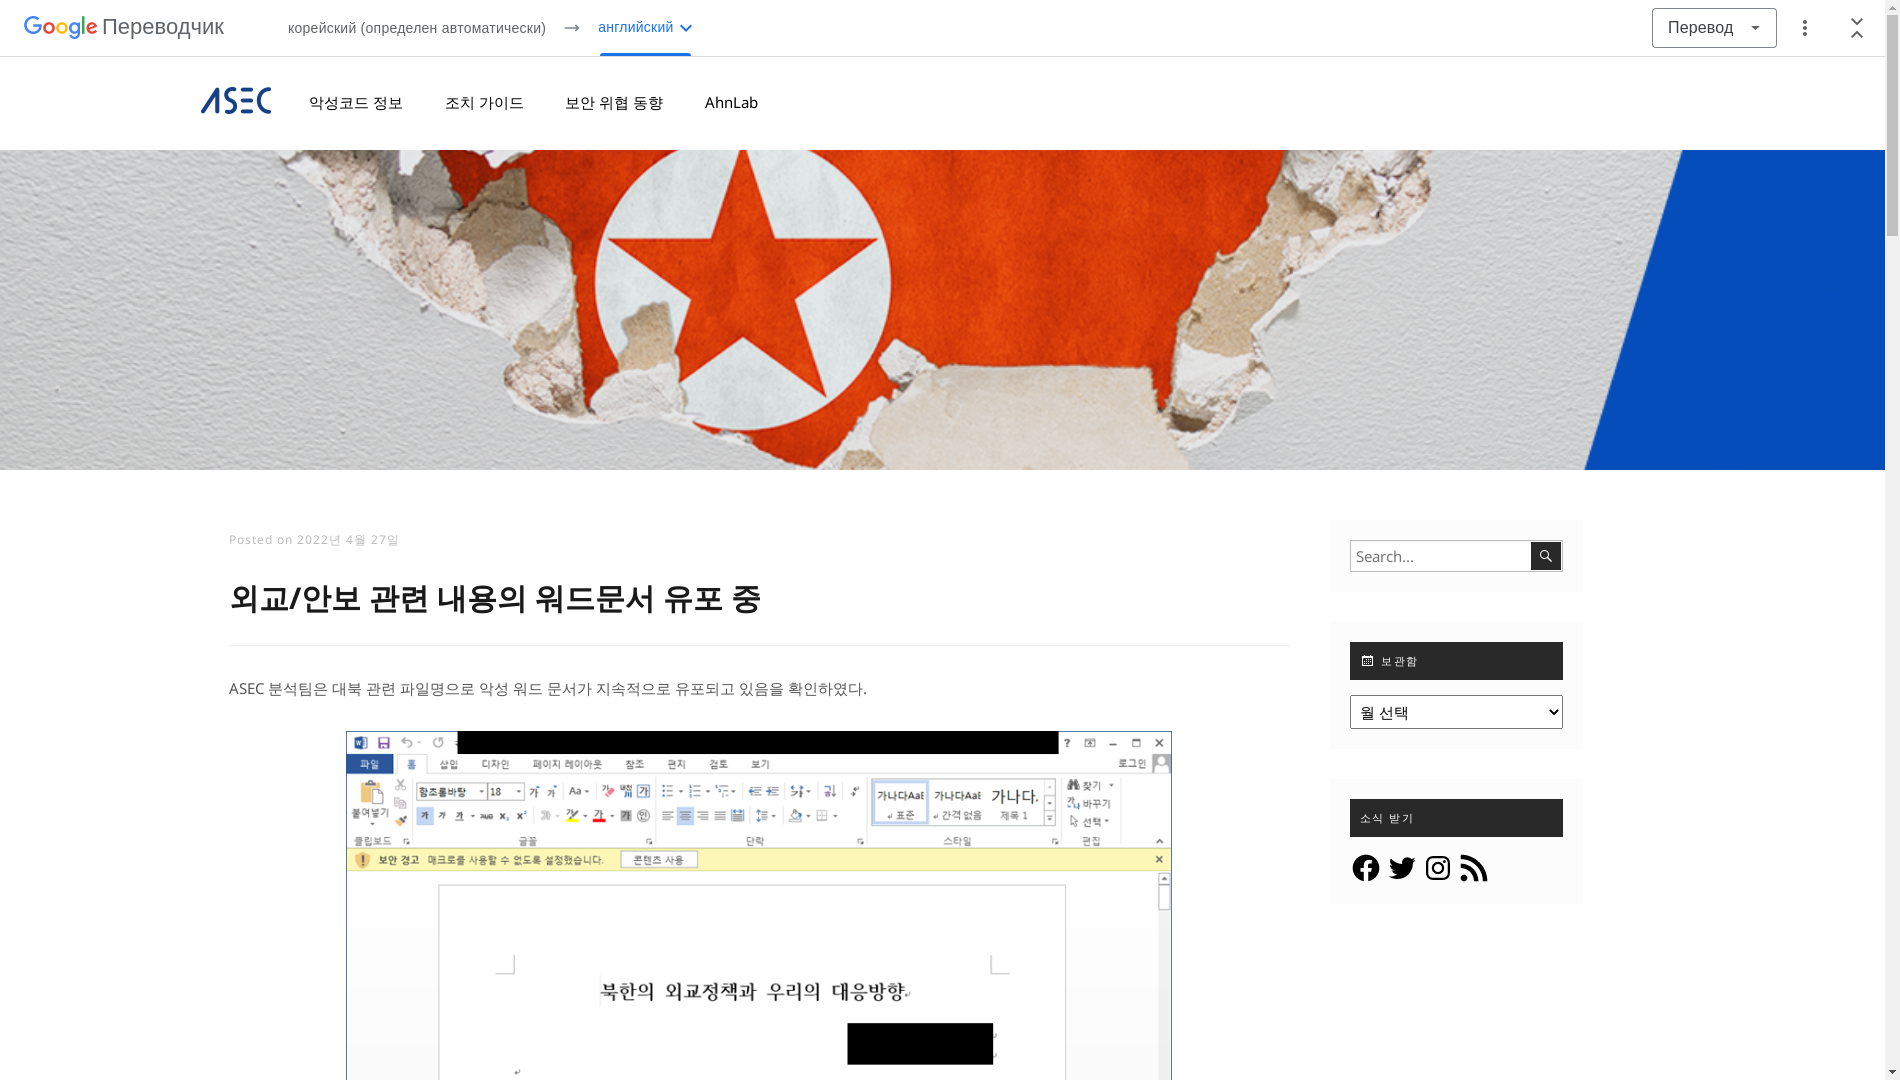 Google Переводчик
корейский (определен автоматически) → английский
Перевод
ASEC
악성코드 정보
조치 가이드
보안 위협 동향
AhnLab
Posted on 2022년 4월 27일
외교/안보 관련 내용의 워드문서 유포 중
ASEC 분석팀은 대북 관련 파일명으로 악성 워드 문서가 지속적으로 유포되고 있음을 확인하였다.
파일 홈 삽입 디자인 페이지 레이아웃 참조 편지 검토 보기
로그인
붙여넣기
함초롬바탕 18
가나다AaE 가나다AaE 가나다.
표준 간격 없음 제목 1
찾기
바꾸기
선택
클립보드 글꼴 단락 스타일 편집
보안 경고 매크로를 사용할 수 없도록 설정했습니다. 콘텐츠 사용
북한의 외교정책과 우리의 대응방향
Search...
보관함
월 선택
소식 받기